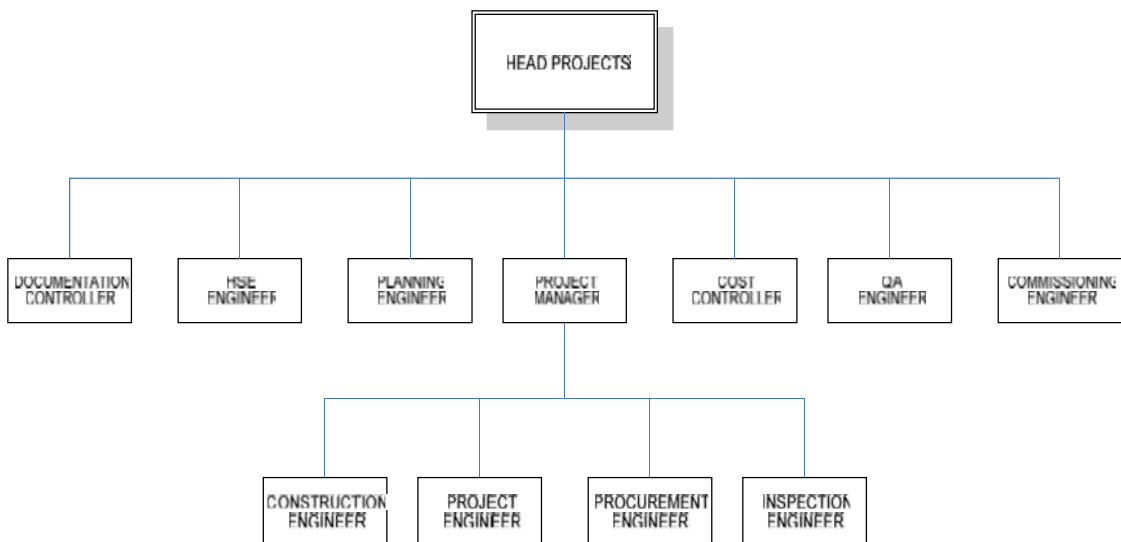 HEAD PROJECTS
DOCUMENTATION
CONTROLLER
HSE
ENGINEER
PLANNING
ENGINEER
PROJECT
MANAGER
COST
CONTROLLER
QA
ENGINEER
COMMISSIONING
ENGINEER
CONSTRUCTION
ENGINEER
PROJECT
ENGINEER
PROCUREMENT
ENGINEER
INSPECTION
ENGINEER